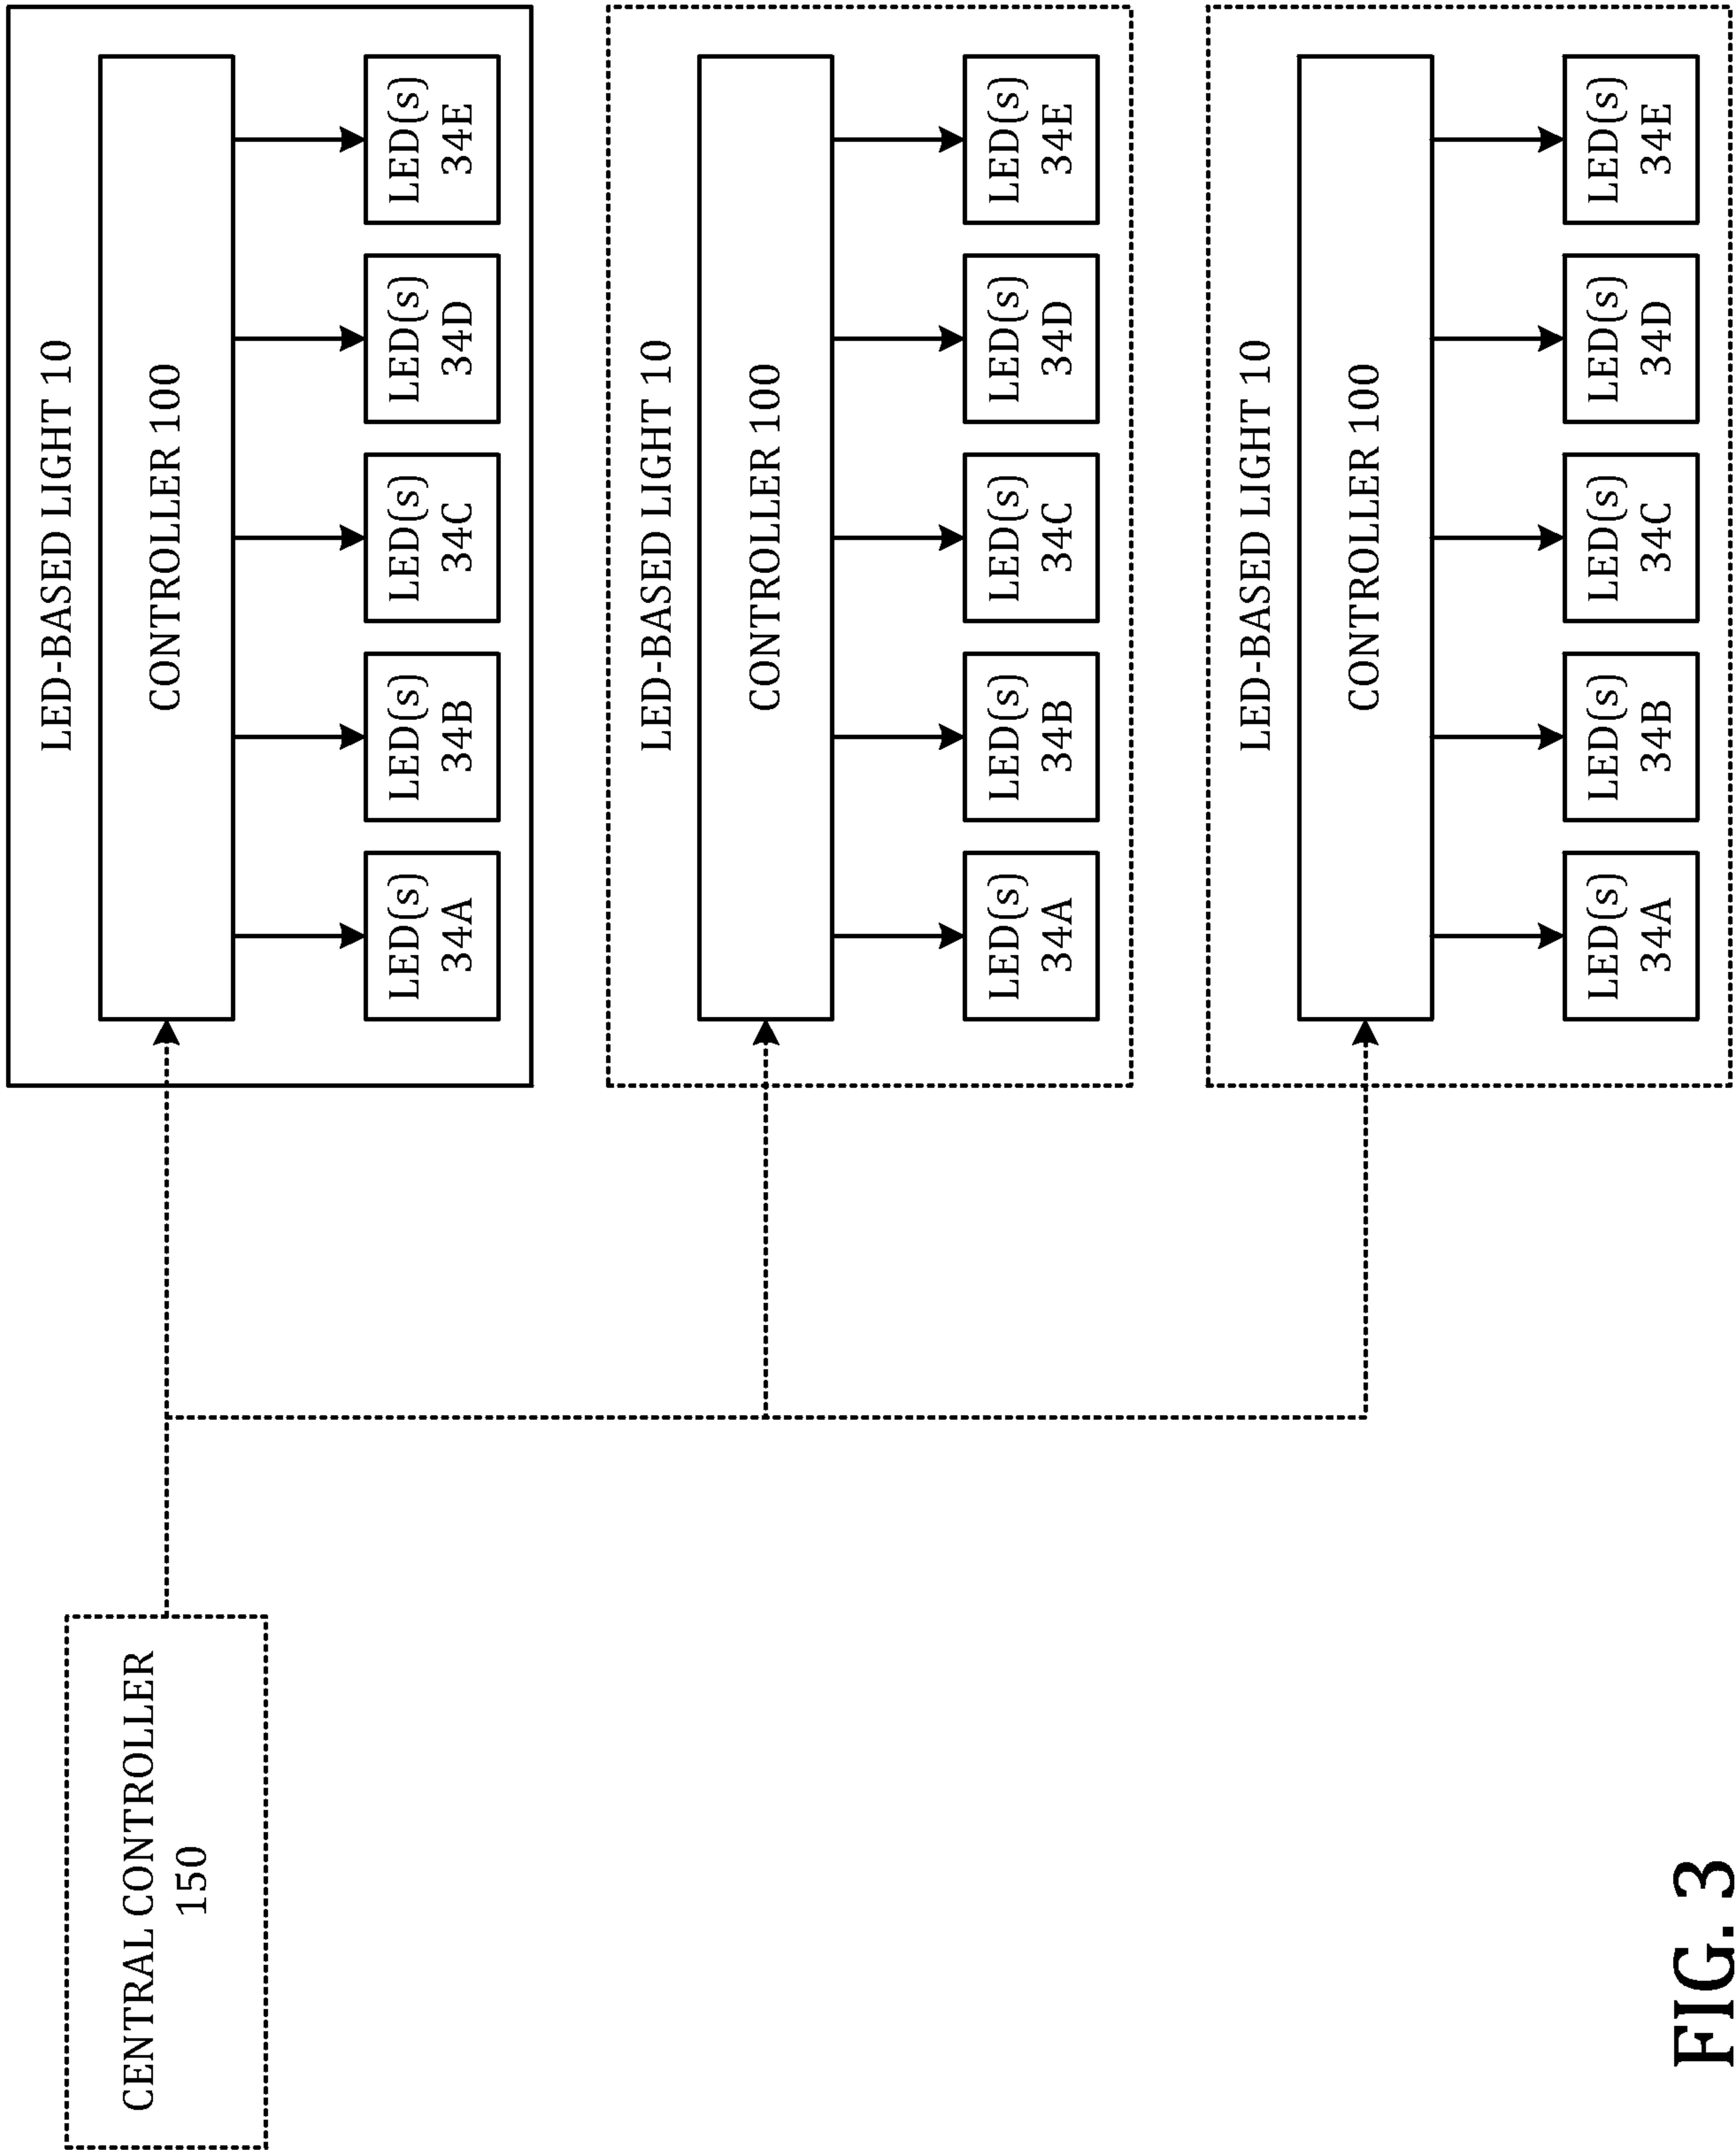 CENTRAL CONTROLLER
150
LED-BASED LIGHT 10
CONTROLLER 100
LED(s)
34A
LED(s)
34B
LED(s)
34C
LED(s)
34D
LED(s)
34E
LED-BASED LIGHT 10
CONTROLLER 100
LED(s)
34A
LED(s)
34B
LED(s)
34C
LED(s)
34D
LED(s)
34E
LED-BASED LIGHT 10
CONTROLLER 100
LED(s)
34A
LED(s)
34B
LED(s)
34C
LED(s)
34D
LED(s)
34E
FIG. 3